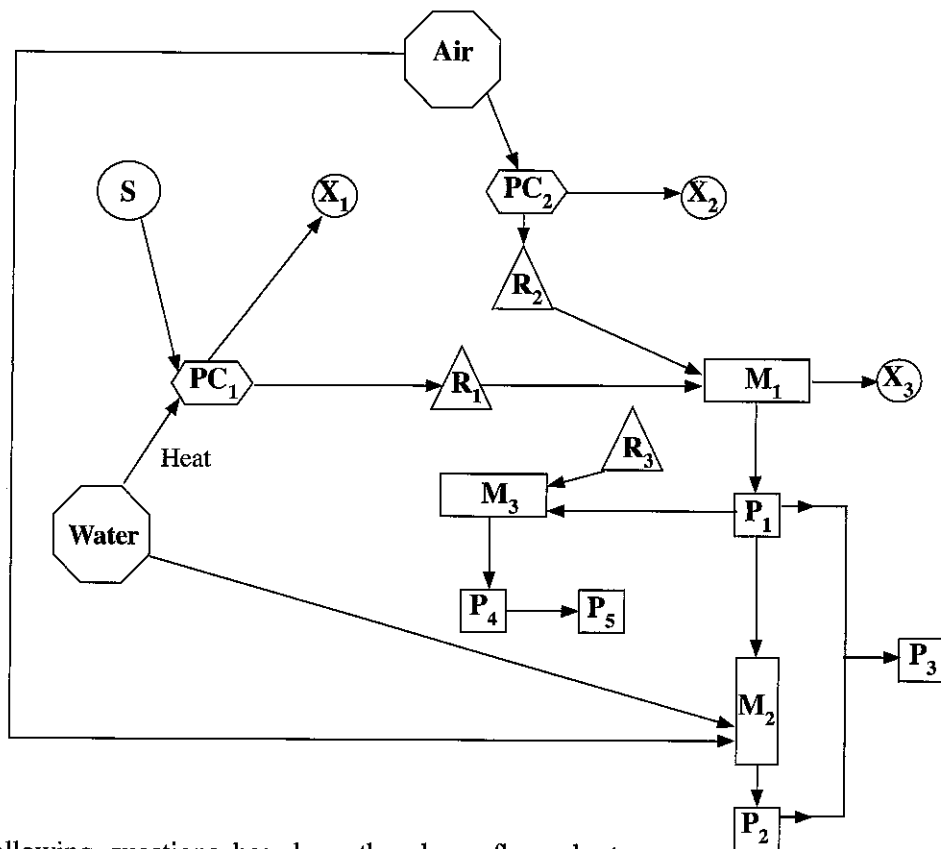 Air
S
X₁
PC₂
X₂
R₂
PC₁
R₁
M₁
X₃
Heat
R₃
M₃
P₁
Water
P₄
P₅
P₃
M₂
P₂